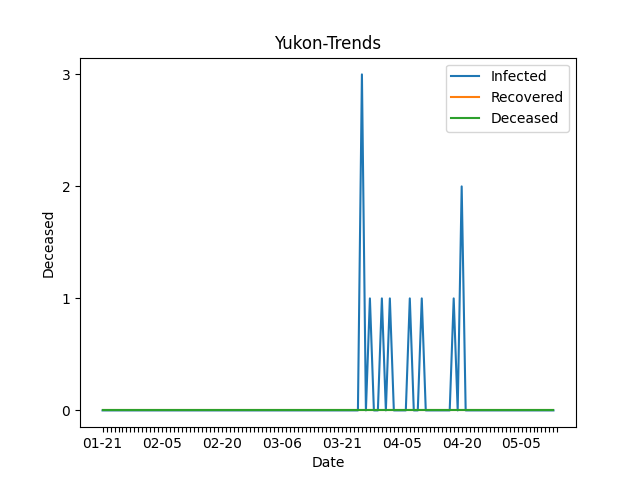 Yukon-Trends
Infected
Recovered
Deceased
3
2
1
0
Deceased
01-21 02-05 02-20 03-06 03-21 04-05 04-20 05-05
Date